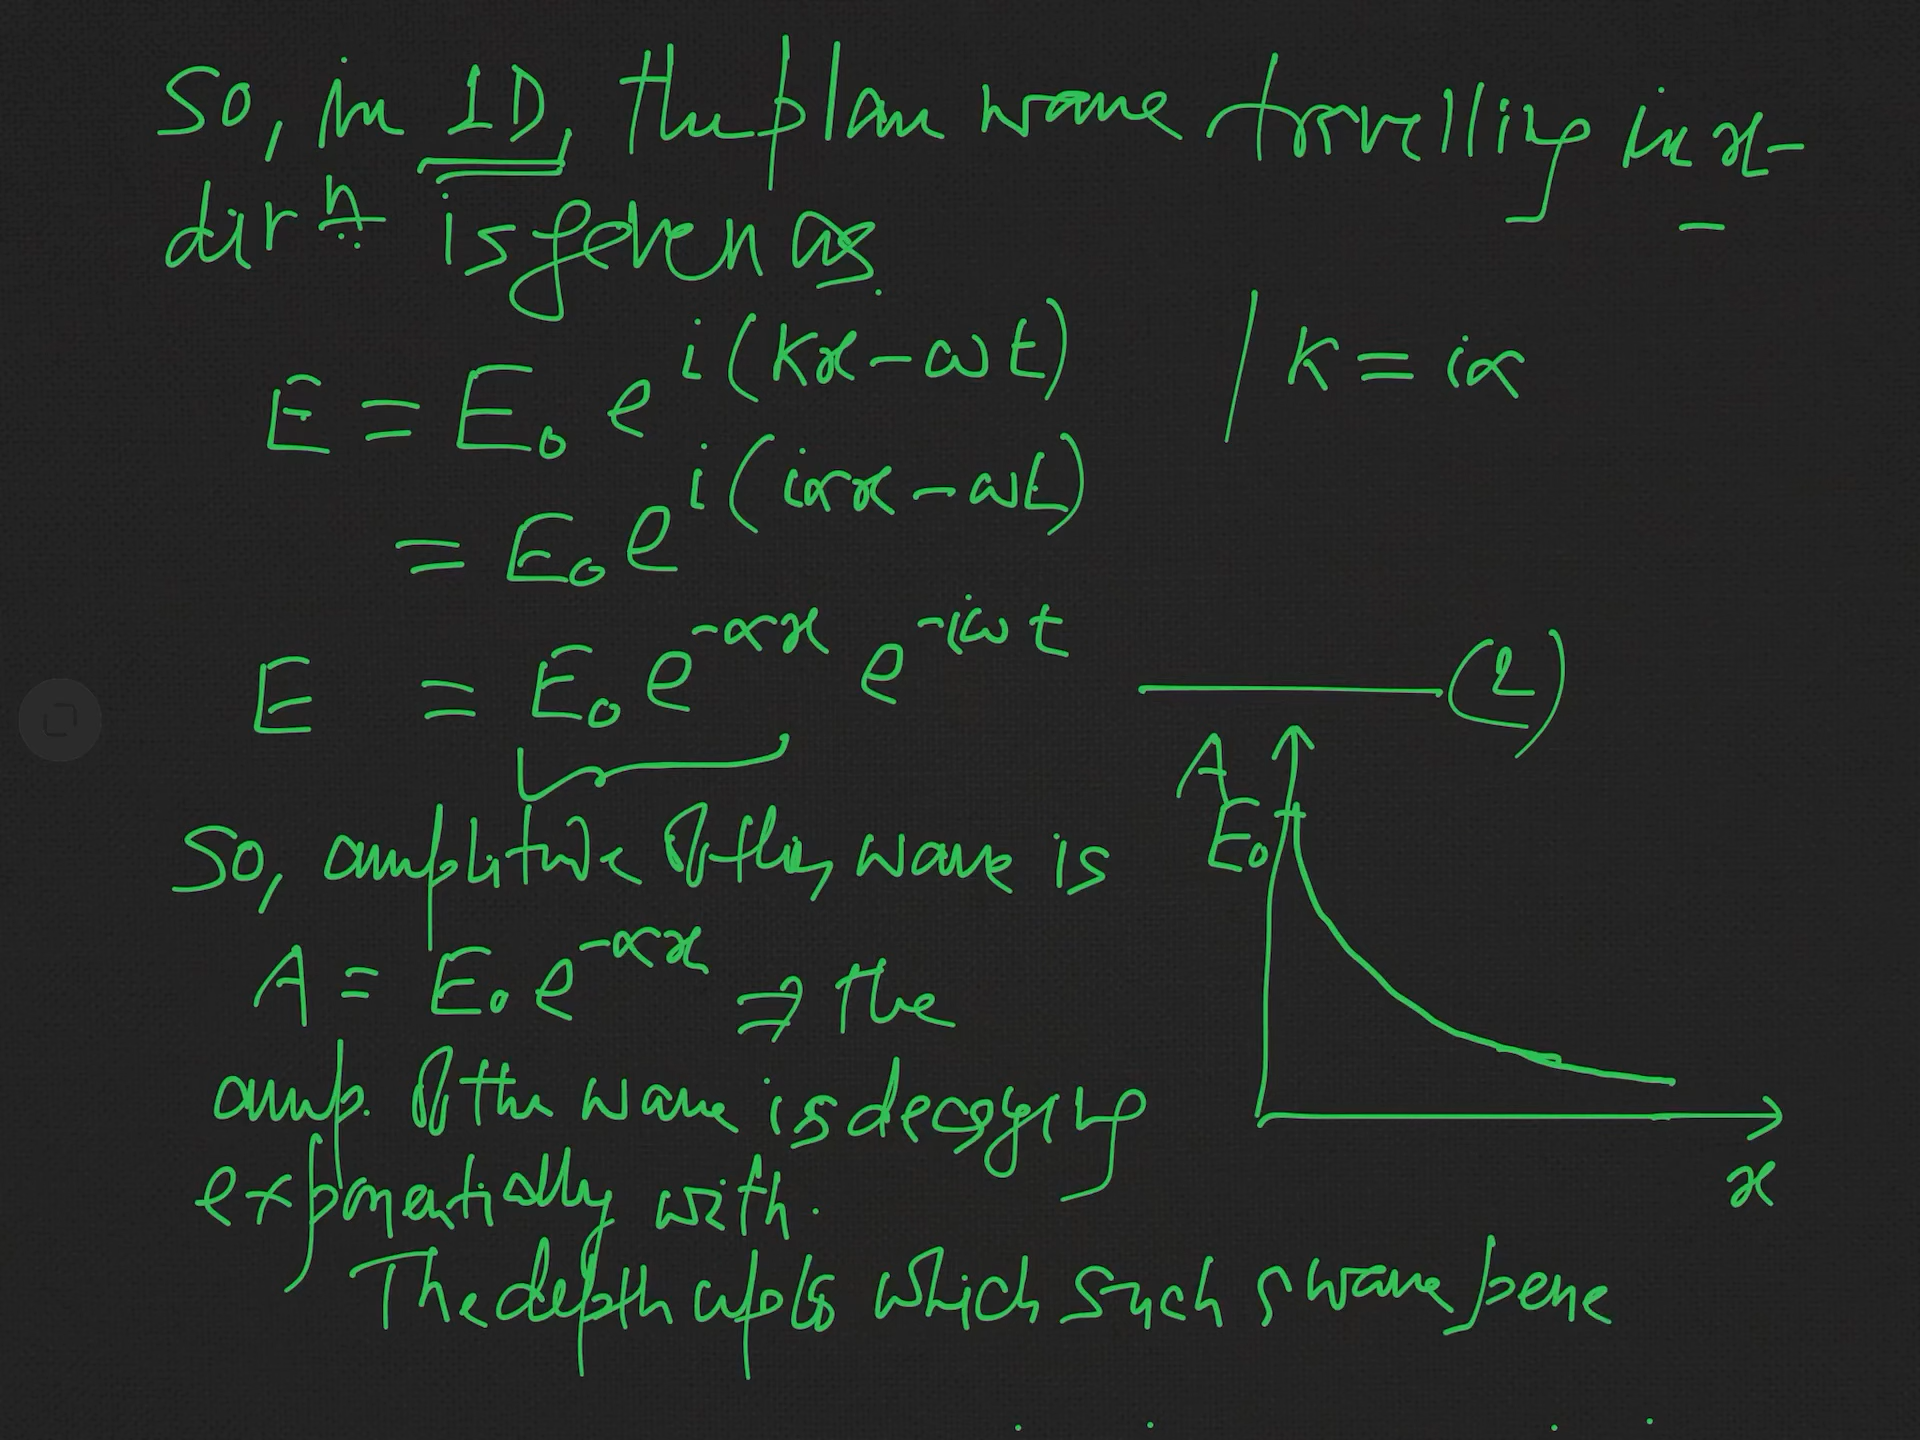 So, in 1D, the plane wave travelling in x-
dirⁿ is given as
E = E₀ e^{i(kx-ωt)} / k = iα
= E₀ e^{i(iαx-ωt)}
E = E₀ e^{-αx} e^{-iωt} —(2)
A
E₀
So, amplitude of this wave is
A = E₀ e^{-αx} ⇒ the
amp. of the wave is decaying
exponentially with.
x
The depth upto which such wave pene